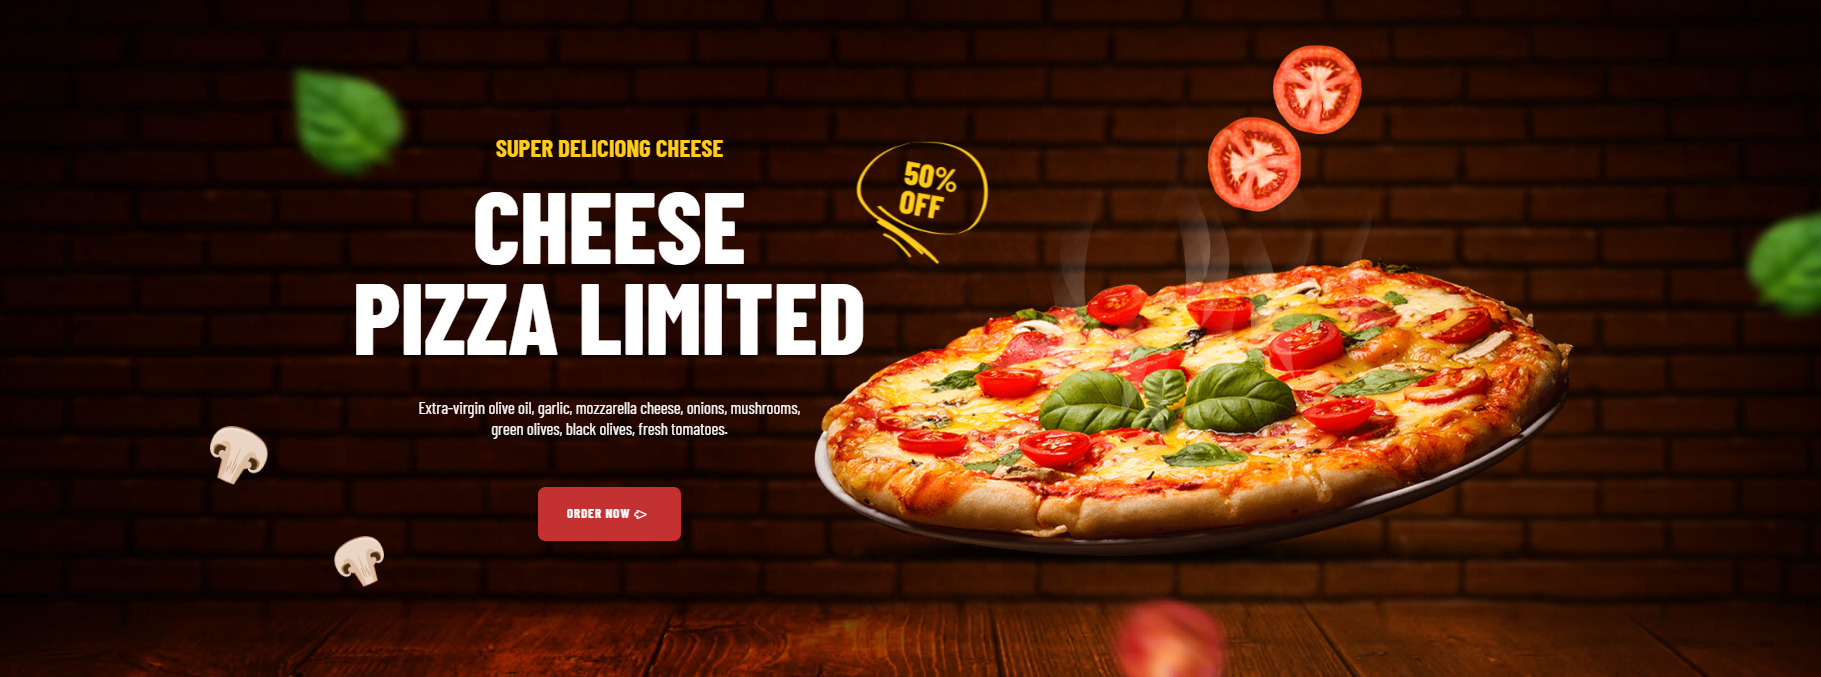 SUPER DELICIONG CHEESE
CHEESE
PIZZA LIMITED
50%
OFF
Extra-virgin olive oil, garlic, mozzarella cheese, onions, mushrooms,
green olives, black olives, fresh tomatoes.
ORDER NOW